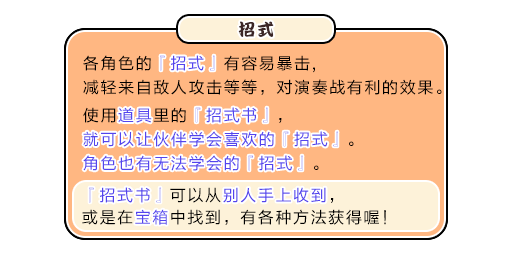 招式
各角色的『招式』有容易暴击，
减轻来自敌人攻击等等，对演奏战有利的效果。
使用道具里的『招式书』，
就可以让伙伴学会喜欢的『招式』。
角色也有无法学会的『招式』。
『招式书』可以从别人手上收到，
或是在宝箱中找到，有各种方法获得喔！